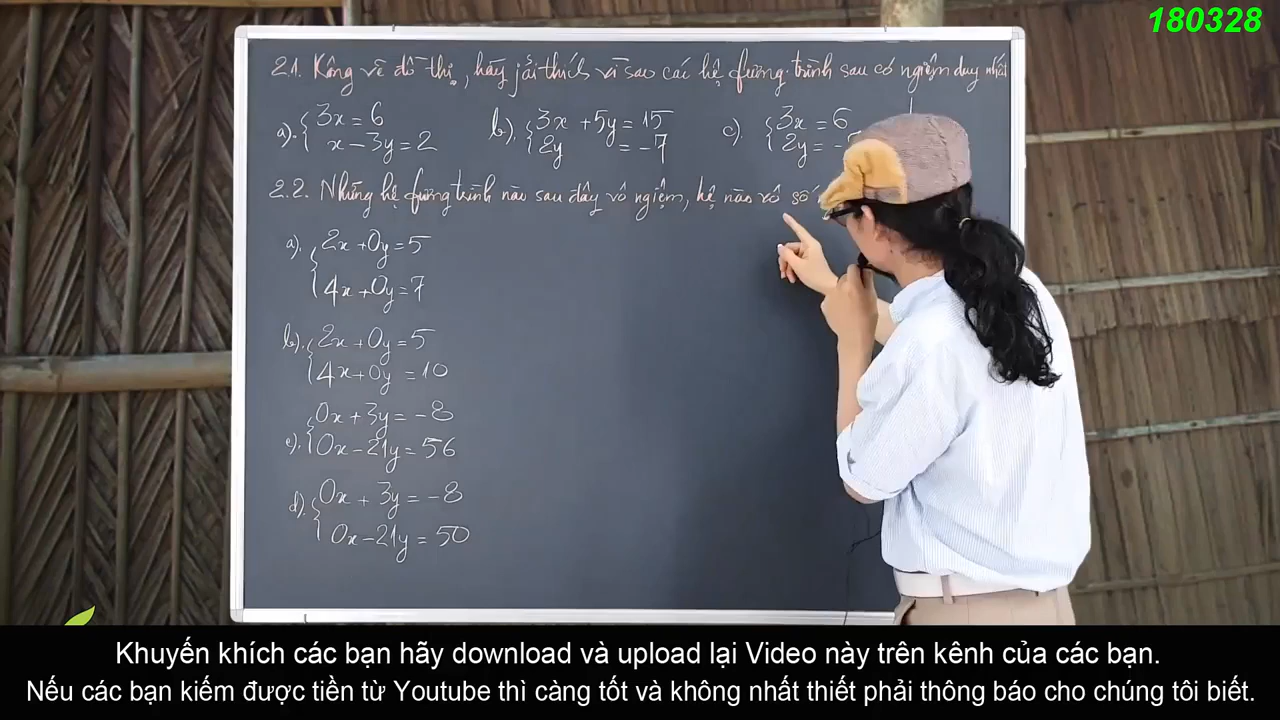 180328
2.1. Không vẽ đồ thị, hãy jải thích vì sao các hệ fương trình sau có ngiệm duy nhất
a). 3x = 6 b). 3x + 5y = 15 c). 3x = 6
x - 3y = 2 2y = -7 2y = -
2.2. Những hệ fương trình nào sau đây vô ngiệm, hệ nào vô số
a). 2x + 0y = 5
4x + 0y = 7
b). 2x + 0y = 5
4x + 0y = 10
0x + 3y = -8
c). 0x - 21y = 56
d). 0x + 3y = -8
0x - 21y = 50
Khuyến khích các bạn hãy download và upload lại Video này trên kênh của các bạn.
Nếu các bạn kiếm được tiền từ Youtube thì càng tốt và không nhất thiết phải thông báo cho chúng tôi biết.